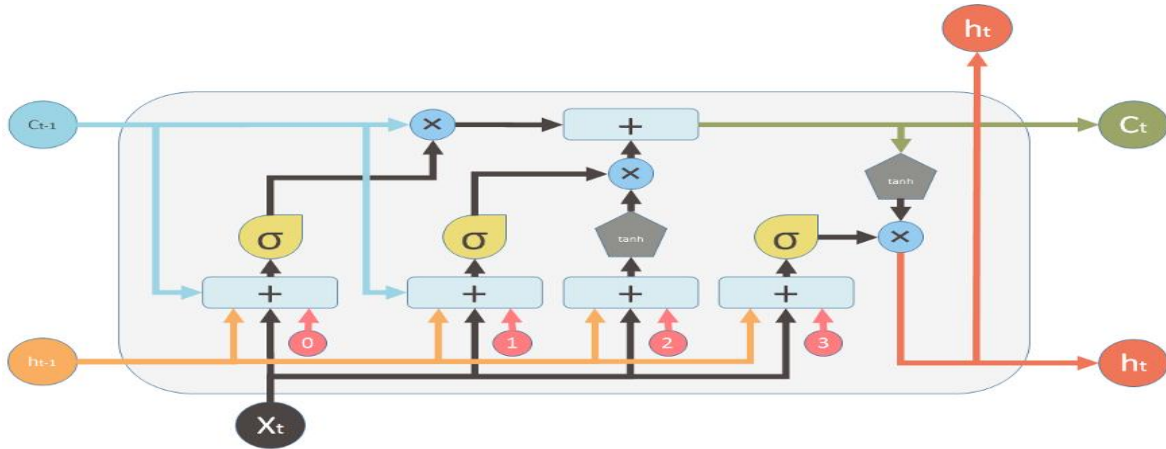 hₜ
Cₜ₋₁
×
+
Cₜ
tanh
×
σ
σ
tanh
σ
×
+
+
+
+
0
1
2
3
hₜ₋₁
hₜ
Xₜ